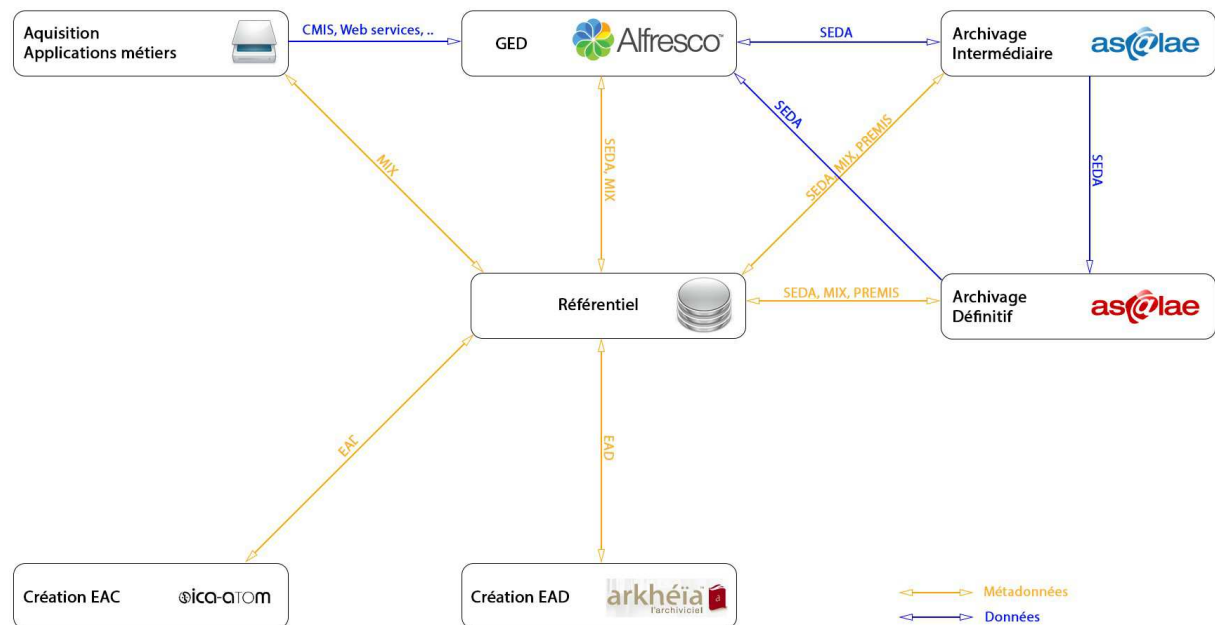 Aquisition
Applications métiers
CMIS, Web services, ..
GED
Alfresco™
SEDA
Archivage
Intermédiaire
as@lae
MIX
SEDA, MIX
SEDA, MIX, PREMIS
SEDA
SEDA
Référentiel
SEDA, MIX, PREMIS
Archivage
Définitif
as@lae
EAC
EAD
Création EAC
ica-atom
Création EAD
arkhéïa
l'archiviciel
Métadonnées
Données